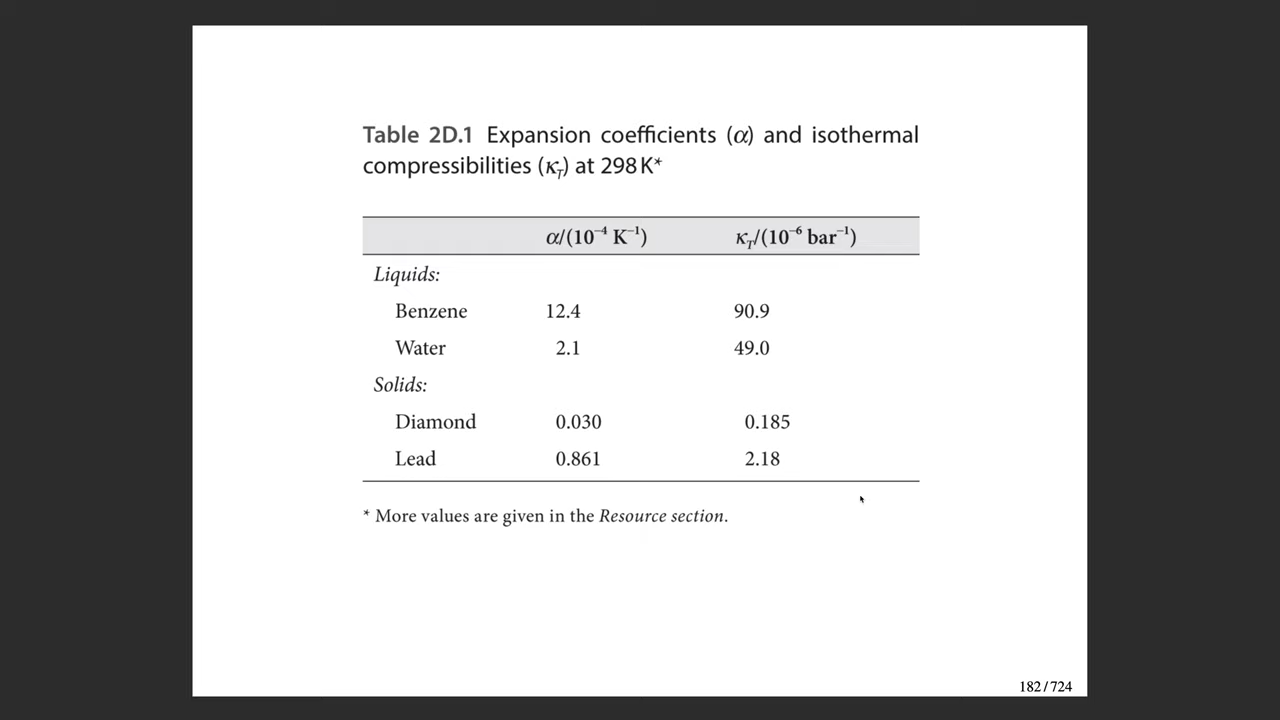 Table 2D.1 Expansion coefficients (α) and isothermal
compressibilities (κT) at 298 K*
α/(10⁻⁴ K⁻¹) κT/(10⁻⁶ bar⁻¹)
Liquids:
Benzene 12.4 90.9
Water 2.1 49.0
Solids:
Diamond 0.030 0.185
Lead 0.861 2.18
* More values are given in the Resource section.
182/724